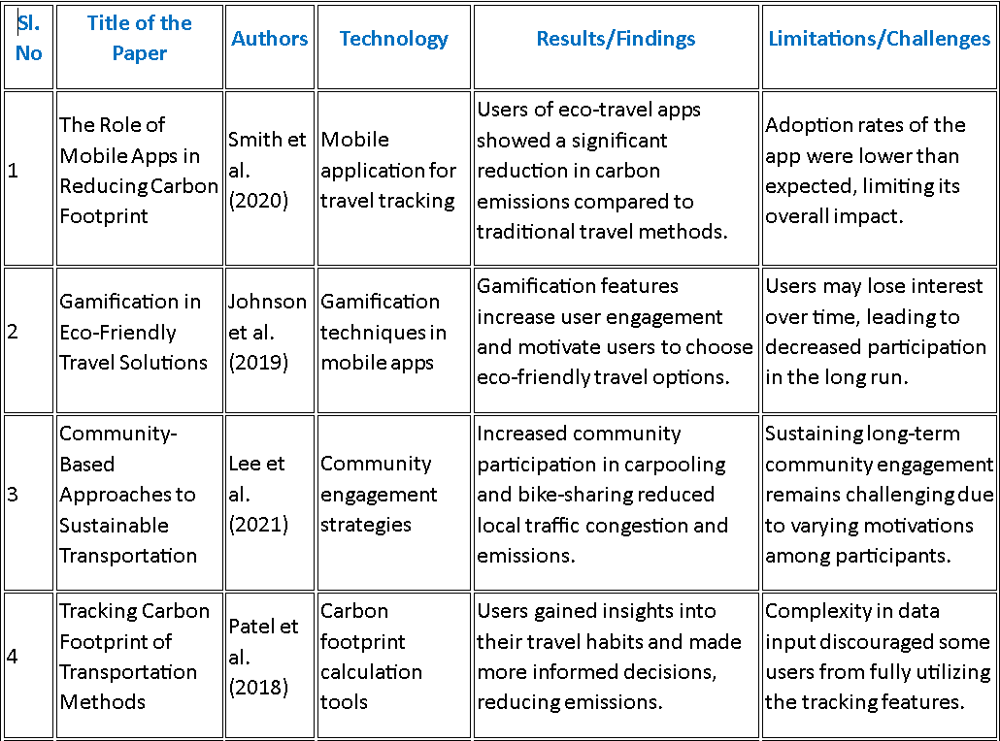 Sl.
No
Title of the
Paper
Authors
Technology
Results/Findings
Limitations/Challenges
1
The Role of
Mobile Apps in
Reducing Carbon
Footprint
Smith et
al.
(2020)
Mobile
application for
travel tracking
Users of eco-travel apps
showed a significant
reduction in carbon
emissions compared to
traditional travel methods.
Adoption rates of the
app were lower than
expected, limiting its
overall impact.
2
Gamification in
Eco-Friendly
Travel Solutions
Johnson
et al.
(2019)
Gamification
techniques in
mobile apps
Gamification features
increase user engagement
and motivate users to choose
eco-friendly travel options.
Users may lose interest
over time, leading to
decreased participation
in the long run.
3
Community-
Based
Approaches to
Sustainable
Transportation
Lee et
al.
(2021)
Community
engagement
strategies
Increased community
participation in carpooling
and bike-sharing reduced
local traffic congestion and
emissions.
Sustaining long-term
community engagement
remains challenging due
to varying motivations
among participants.
4
Tracking Carbon
Footprint of
Transportation
Methods
Patel et
al.
(2018)
Carbon
footprint
calculation
tools
Users gained insights into
their travel habits and made
more informed decisions,
reducing emissions.
Complexity in data
input discouraged some
users from fully utilizing
the tracking features.